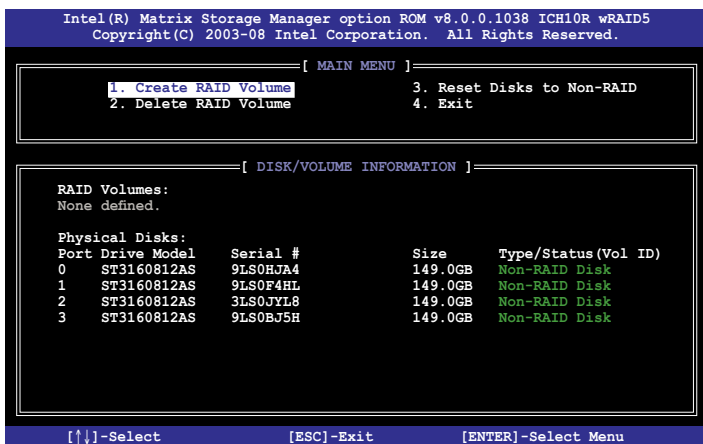 Intel(R) Matrix Storage Manager option ROM v8.0.0.1038 ICH10R wRAID5
Copyright(C) 2003-08 Intel Corporation. All Rights Reserved.
[ MAIN MENU ]
1. Create RAID Volume 3. Reset Disks to Non-RAID
2. Delete RAID Volume 4. Exit
[ DISK/VOLUME INFORMATION ]
RAID Volumes:
None defined.
Physical Disks:
Port Drive Model Serial # Size Type/Status(Vol ID)
0 ST3160812AS 9LS0HJA4 149.0GB Non-RAID Disk
1 ST3160812AS 9LS0F4HL 149.0GB Non-RAID Disk
2 ST3160812AS 3LS0JYL8 149.0GB Non-RAID Disk
3 ST3160812AS 9LS0BJ5H 149.0GB Non-RAID Disk
[↑↓]-Select [ESC]-Exit [ENTER]-Select Menu